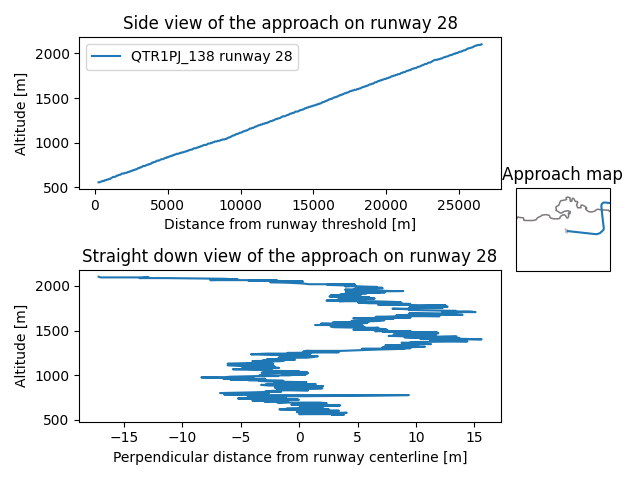 Side view of the approach on runway 28
Altitude [m]
2000
1500
1000
500
QTR1PJ_138 runway 28
0 5000 10000 15000 20000 25000
Distance from runway threshold [m]
Approach map
Straight down view of the approach on runway 28
Altitude [m]
2000
1500
1000
500
−15 −10 −5 0 5 10 15
Perpendicular distance from runway centerline [m]